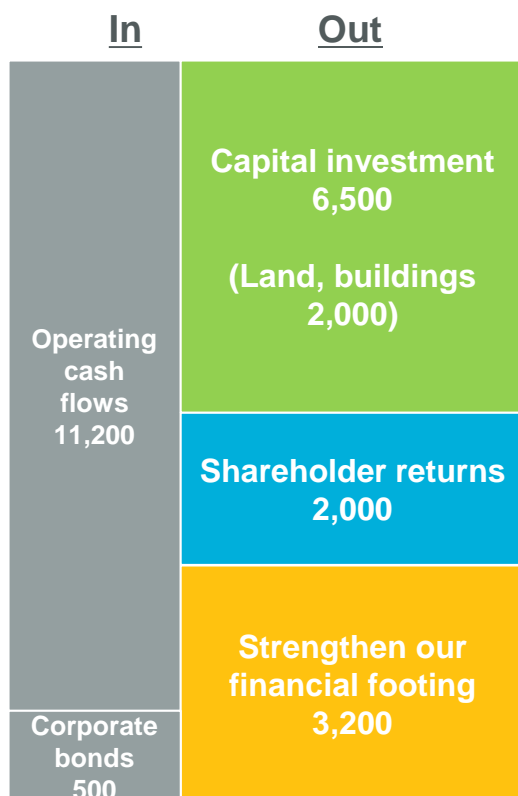 In
Out
Operating
cash
flows
11,200
Corporate
bonds
500
Capital investment
6,500
(Land, buildings
2,000)
Shareholder returns
2,000
Strengthen our
financial footing
3,200